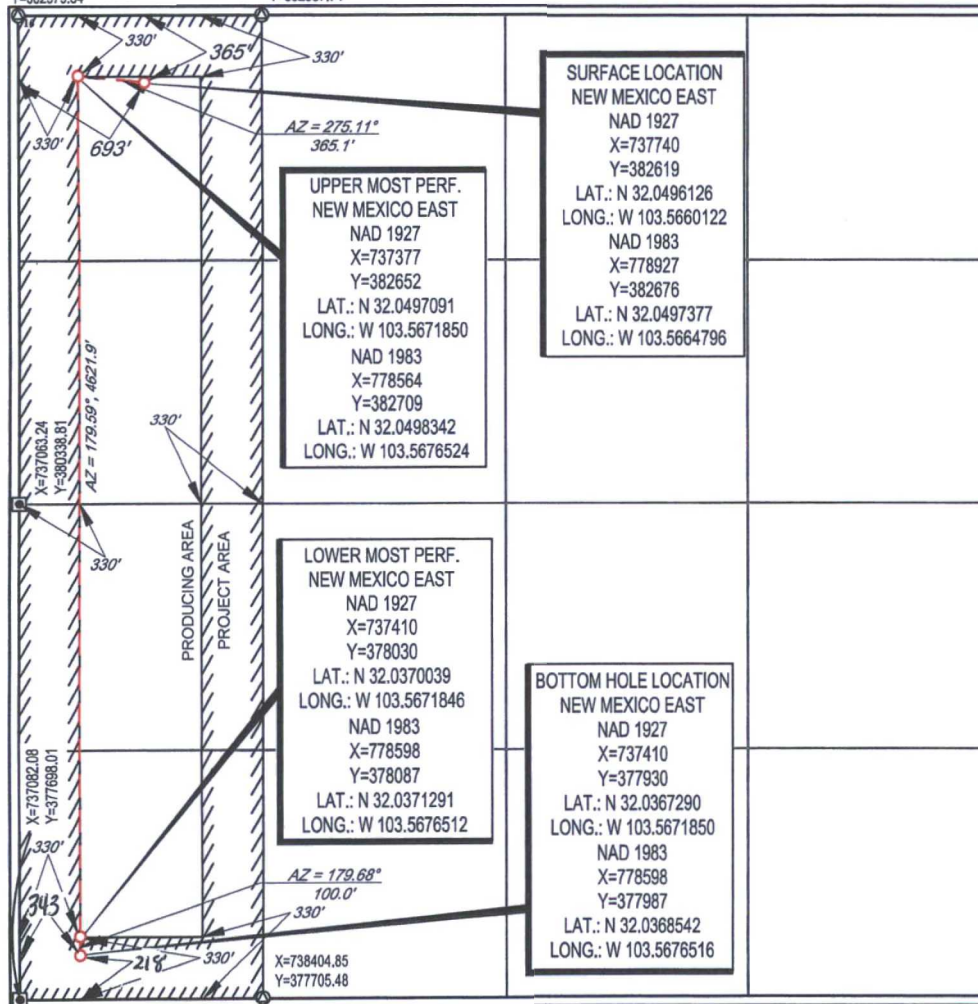 330'
365'
330'
330'
693'
AZ = 275.11°
365.1'
SURFACE LOCATION
NEW MEXICO EAST
NAD 1927
X=737740
Y=382619
LAT.: N 32.0496126
LONG.: W 103.5660122
NAD 1983
X=778927
Y=382676
LAT.: N 32.0497377
LONG.: W 103.5664796
UPPER MOST PERF.
NEW MEXICO EAST
NAD 1927
X=737377
Y=382652
LAT.: N 32.0497091
LONG.: W 103.5671850
NAD 1983
X=778564
Y=382709
LAT.: N 32.0498342
LONG.: W 103.5676524
X=737063.24
Y=380338.81
AZ = 179.59°, 4621.9'
330'
330'
PRODUCING AREA
PROJECT AREA
LOWER MOST PERF.
NEW MEXICO EAST
NAD 1927
X=737410
Y=378030
LAT.: N 32.0370039
LONG.: W 103.5671846
NAD 1983
X=778598
Y=378087
LAT.: N 32.0371291
LONG.: W 103.5676512
BOTTOM HOLE LOCATION
NEW MEXICO EAST
NAD 1927
X=737410
Y=377930
LAT.: N 32.0367290
LONG.: W 103.5671850
NAD 1983
X=778598
Y=377987
LAT.: N 32.0368542
LONG.: W 103.5676516
X=737082.08
Y=377698.01
330'
343
AZ = 179.68°
100.0'
330'
330'
218'
X=738404.85
Y=377705.48